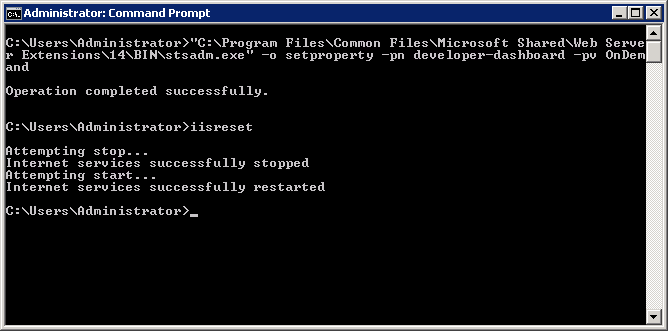 Administrator: Command Prompt
C:\Users\Administrator>"C:\Program Files\Common Files\Microsoft Shared\Web Serve
r Extensions\14\BIN\stsadm.exe" -o setproperty -pn developer-dashboard -pv OnDem
and
Operation completed successfully.
C:\Users\Administrator>iisreset
Attempting stop...
Internet services successfully stopped
Attempting start...
Internet services successfully restarted
C:\Users\Administrator>_